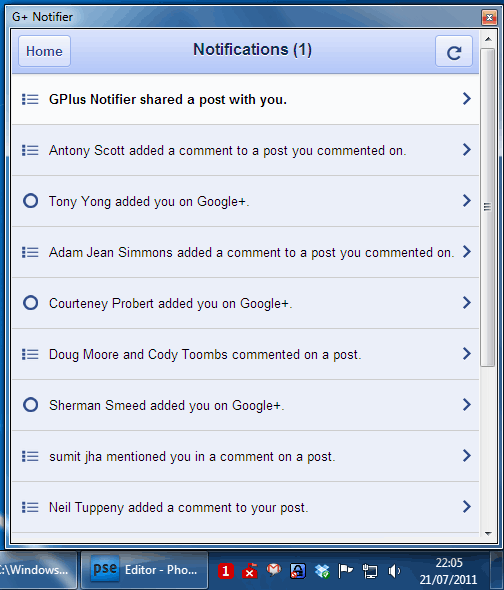 G+ Notifier
Home
Notifications (1)
GPlus Notifier shared a post with you.
Antony Scott added a comment to a post you commented on.
Tony Yong added you on Google+.
Adam Jean Simmons added a comment to a post you commented on.
Courteney Probert added you on Google+.
Doug Moore and Cody Toombs commented on a post.
Sherman Smeed added you on Google+.
sumit jha mentioned you in a comment on a post.
Neil Tuppeny added a comment to your post.
C:\Windows...
pse
Editor - Pho...
1
22:05
21/07/2011